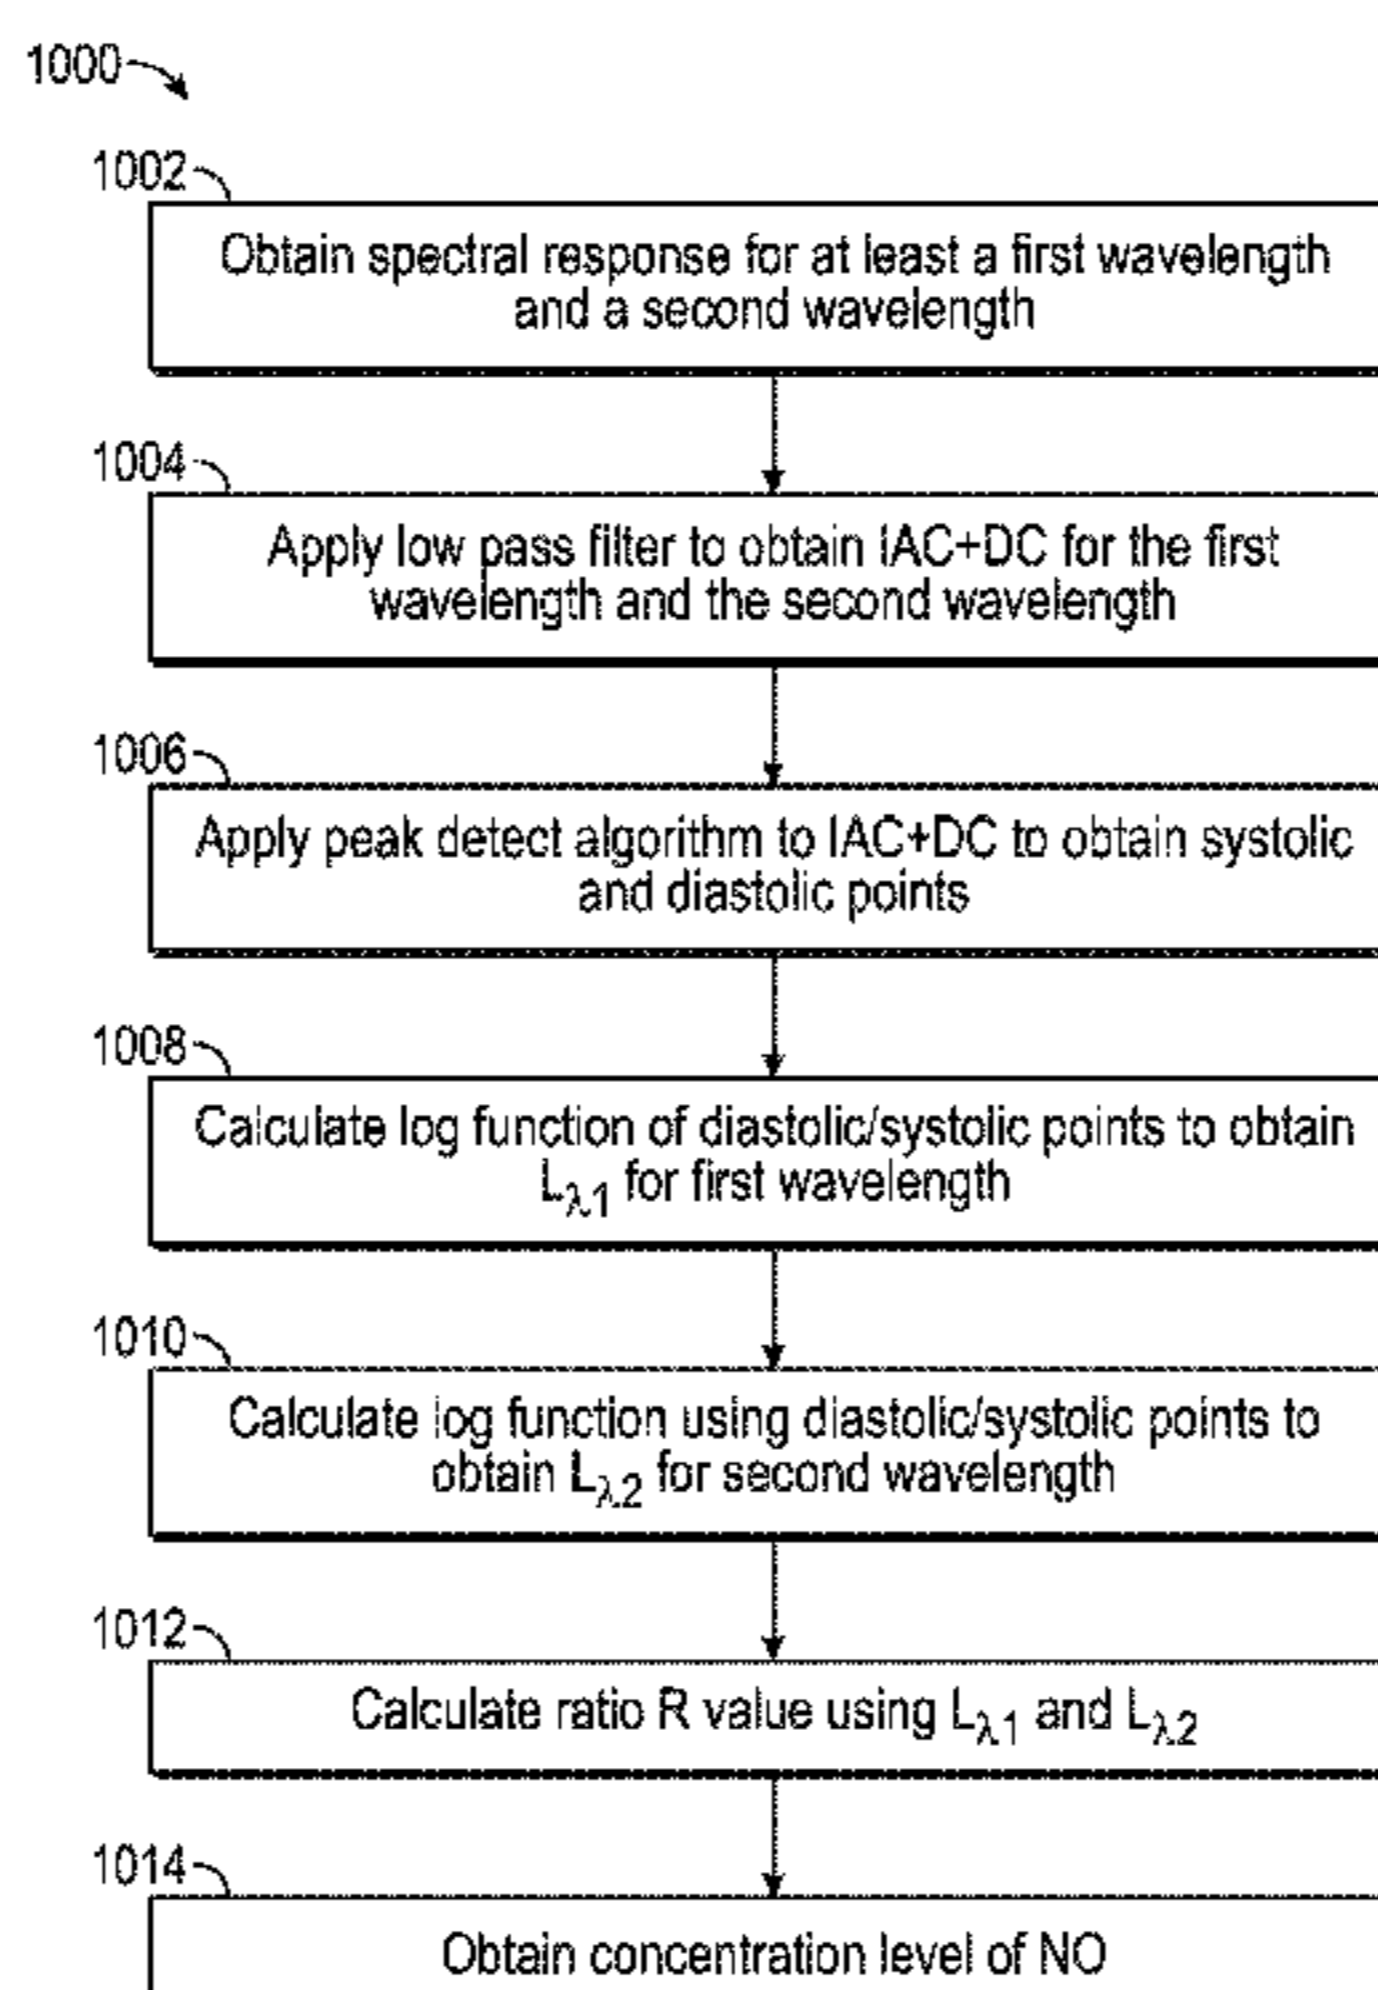 1000
1002
Obtain spectral response for at least a first wavelength
and a second wavelength
1004
Apply low pass filter to obtain IAC+DC for the first
wavelength and the second wavelength
1006
Apply peak detect algorithm to IAC+DC to obtain systolic
and diastolic points
1008
Calculate log function of diastolic/systolic points to obtain
Lλ1 for first wavelength
1010
Calculate log function using diastolic/systolic points to
obtain Lλ2 for second wavelength
1012
Calculate ratio R value using Lλ1 and Lλ2
1014
Obtain concentration level of NO